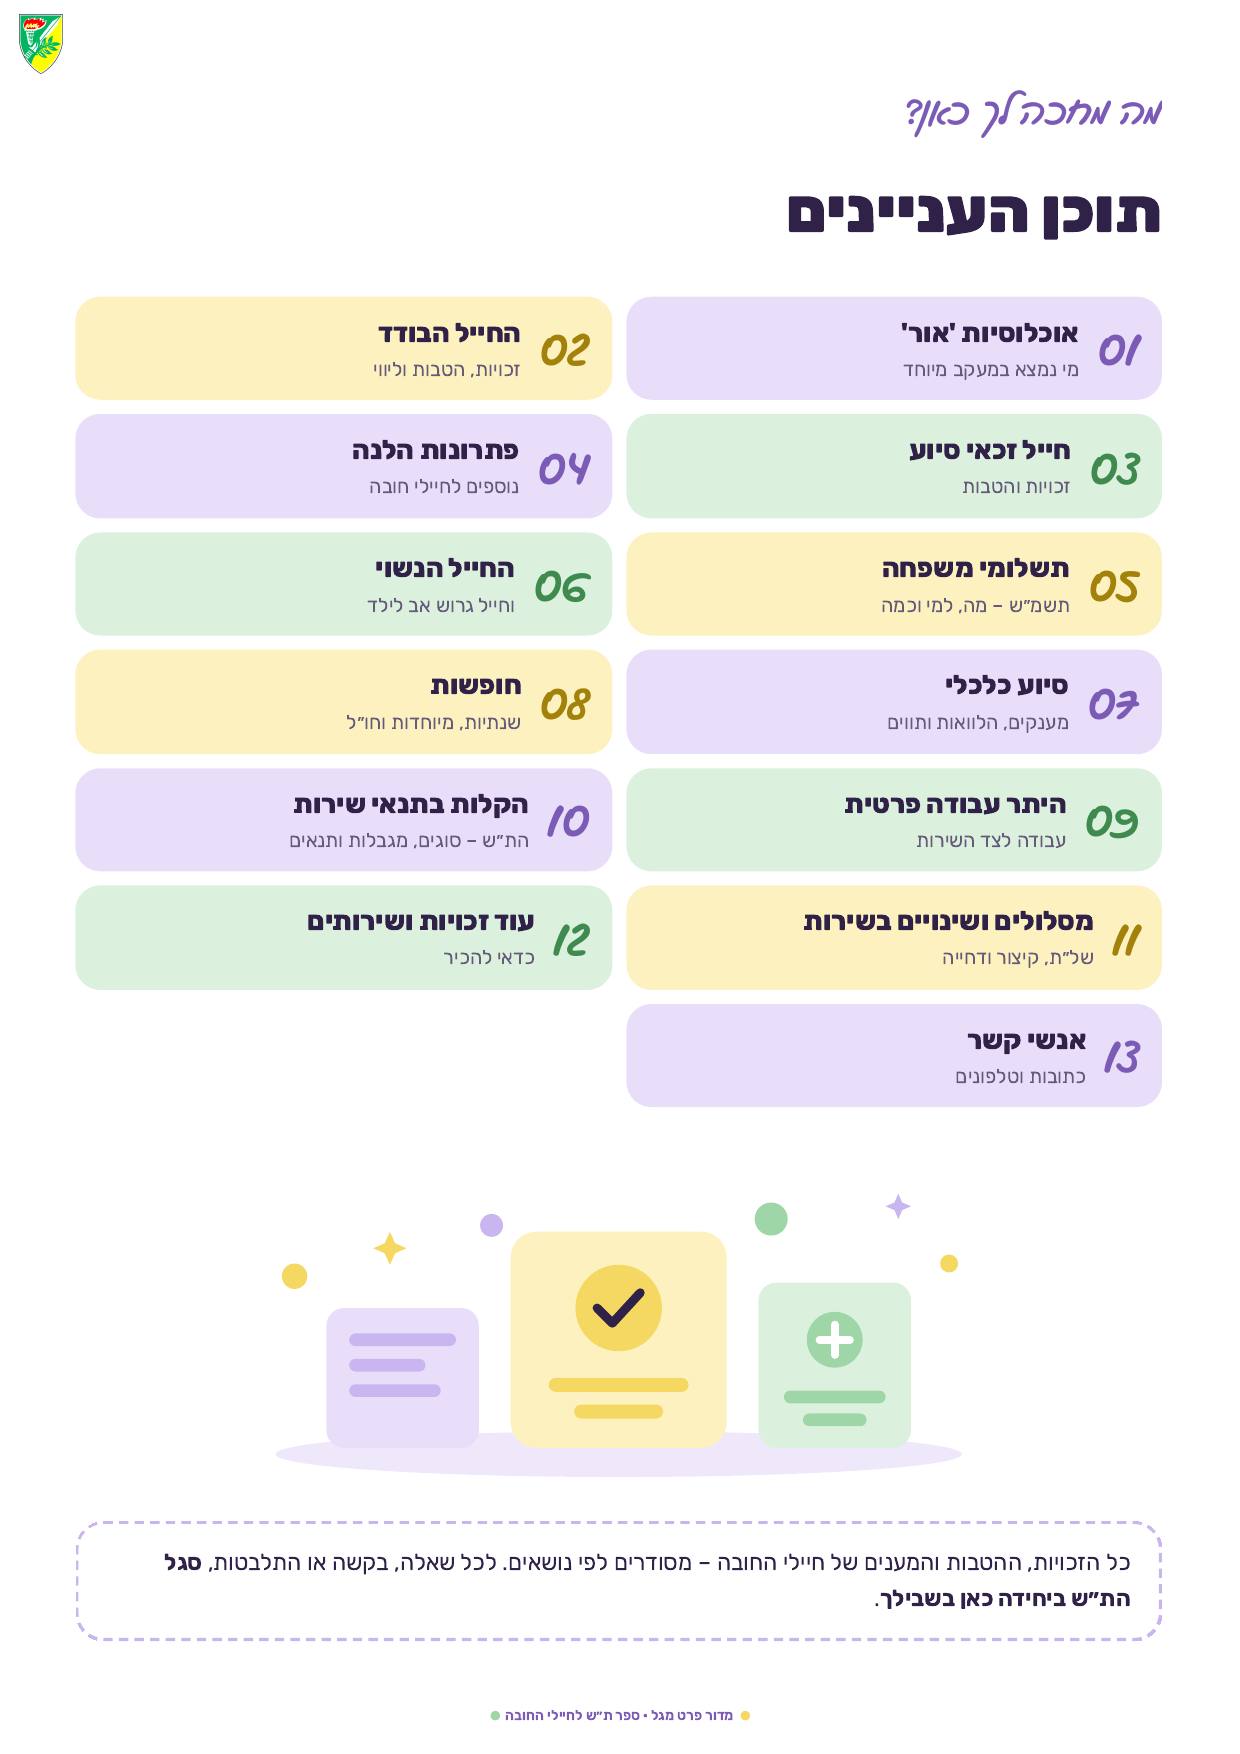 מה מחכה לך כאן?
תוכן העניינים
01
אוכלוסיות 'אור'
מי נמצא במעקב מיוחד
02
החייל הבודד
זכויות, הטבות וליווי
03
חייל זכאי סיוע
זכויות והטבות
04
פתרונות הלנה
נוספים לחיילי חובה
05
תשלומי משפחה
תשמ״ש – מה, למי וכמה
06
החייל הנשוי
וחייל גרוש אב לילד
07
סיוע כלכלי
מענקים, הלוואות ותווים
08
חופשות
שנתיות, מיוחדות וחו״ל
09
היתר עבודה פרטית
עבודה לצד השירות
10
הקלות בתנאי שירות
הת״ש – סוגים, מגבלות ותנאים
11
מסלולים ושינויים בשירות
של״ת, קיצור ודחייה
12
עוד זכויות ושירותים
כדאי להכיר
13
אנשי קשר
כתובות וטלפונים
כל הזכויות, ההטבות והמענים של חיילי החובה – מסודרים לפי נושאים. לכל שאלה, בקשה או התלבטות, סגל
הת״ש ביחידה כאן בשבילך.
מדור פרט מגל • ספר ת״ש לחיילי החובה